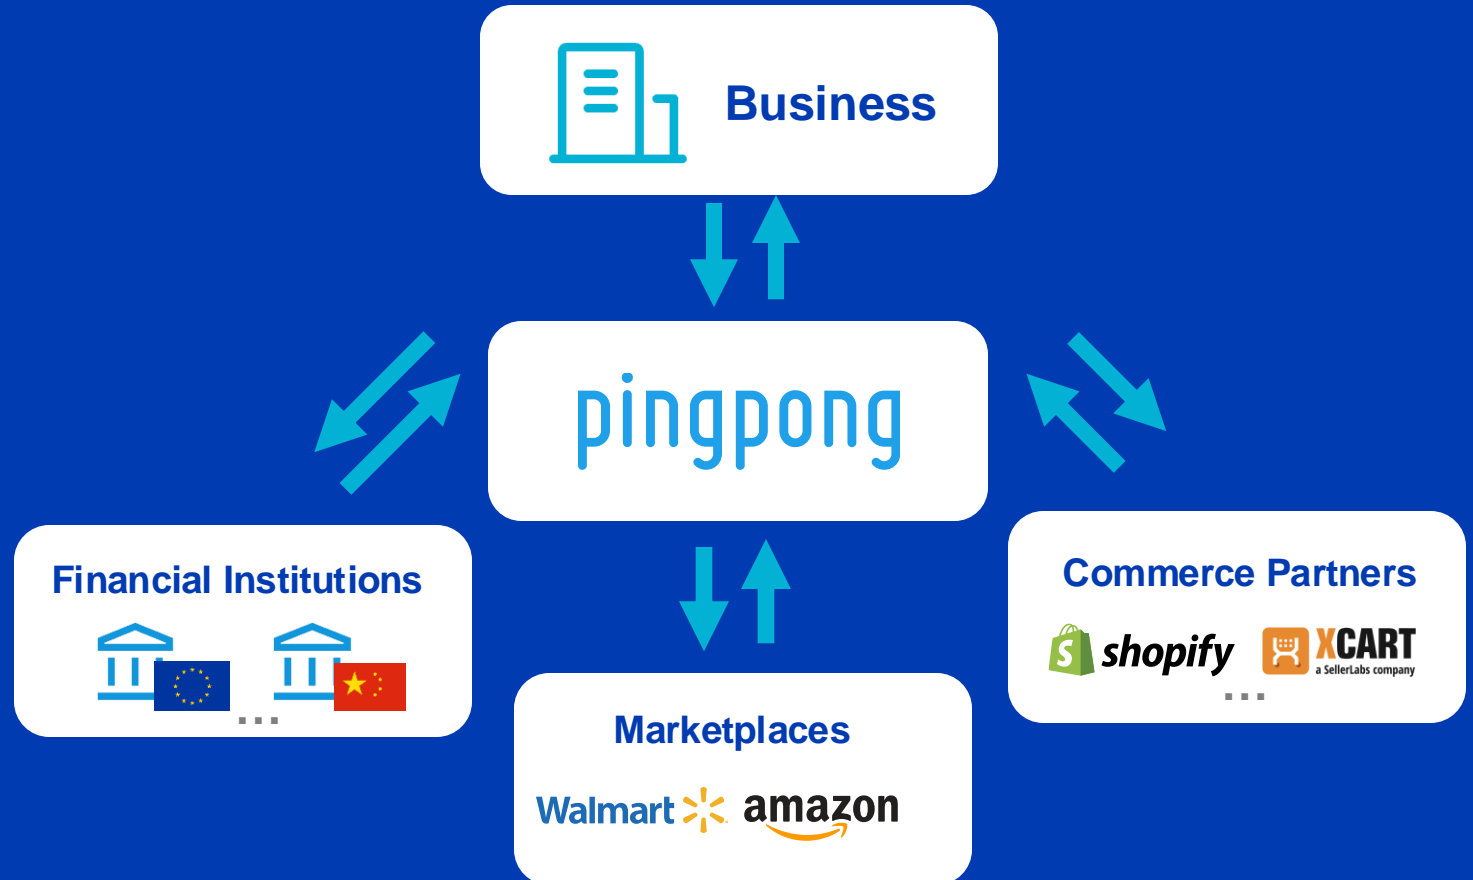 Business
pingpong
Financial Institutions
...
Commerce Partners
shopify
XCART
a SellerLabs company
...
Marketplaces
Walmart
amazon